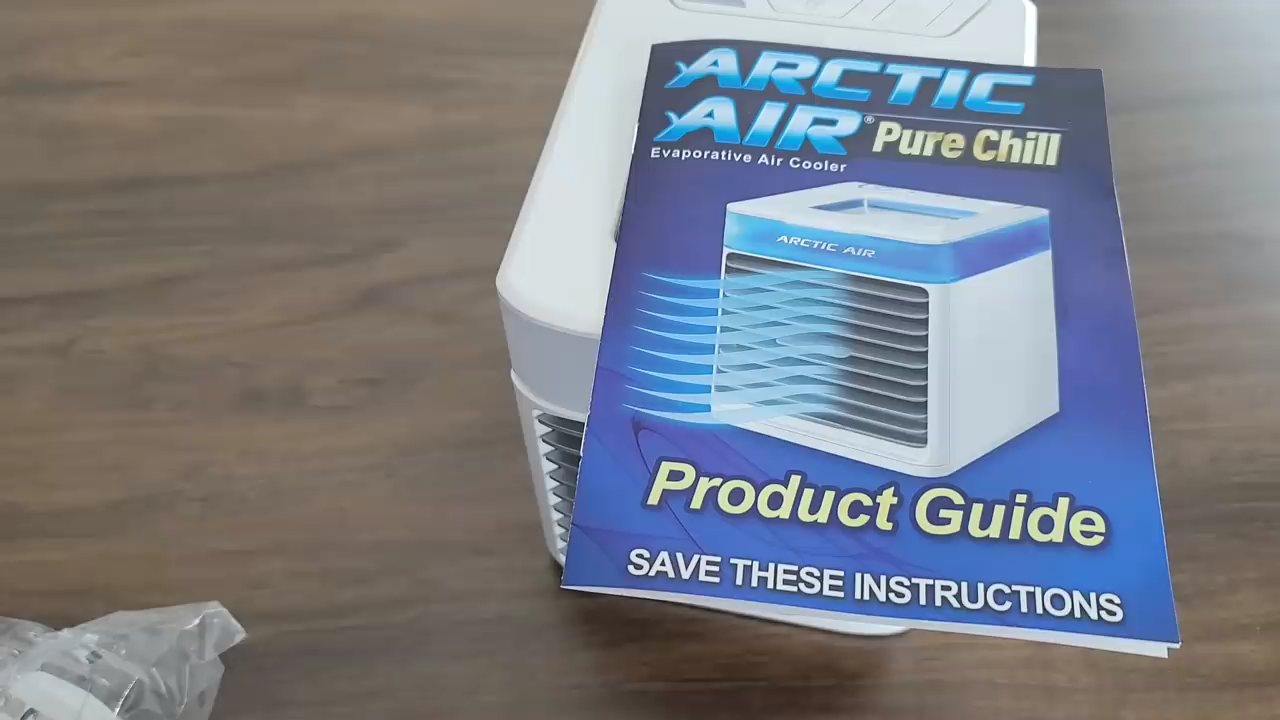 ARCTIC
AIR® Pure Chill
Evaporative Air Cooler
ARCTIC AIR
Product Guide
SAVE THESE INSTRUCTIONS